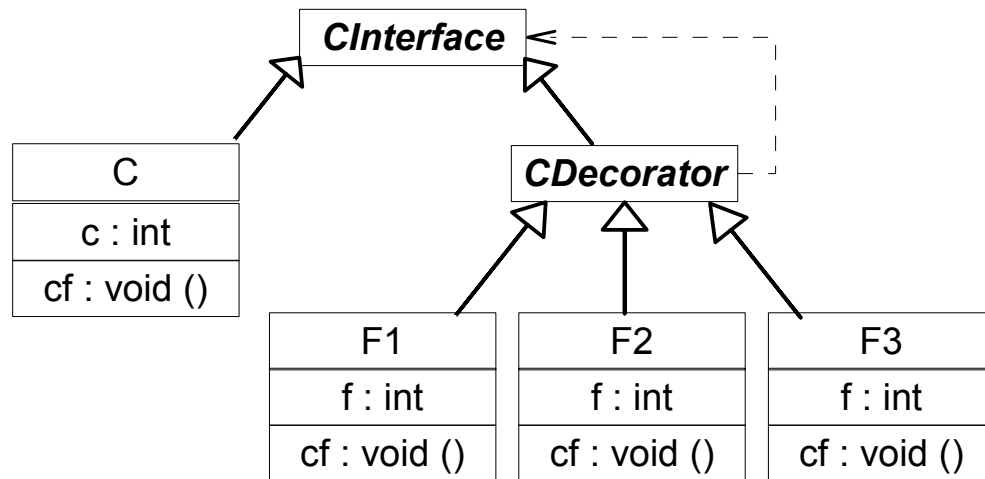 CInterface
C
c : int
cf : void ()
CDecorator
F1
f : int
cf : void ()
F2
f : int
cf : void ()
F3
f : int
cf : void ()